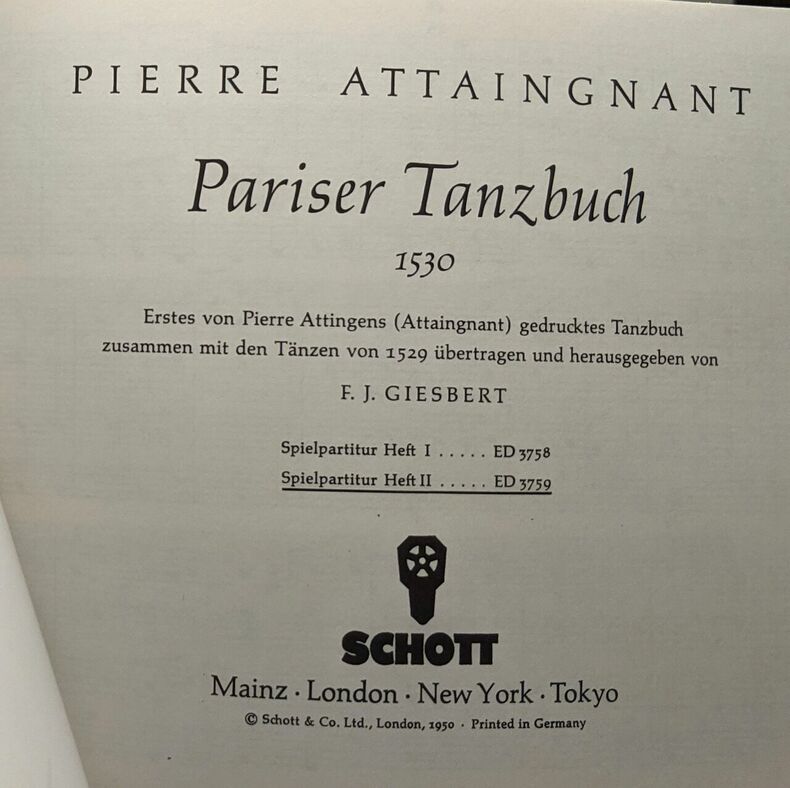 PIERRE ATTAINGNANT
Pariser Tanzbuch
1530
Erstes von Pierre Attingens (Attaingnant) gedrucktes Tanzbuch
zusammen mit den Tänzen von 1529 übertragen und herausgegeben von
F. J. GIESBERT
Spielpartitur Heft I ..... ED 3758
Spielpartitur Heft II ..... ED 3759
SCHOTT
Mainz · London · New York · Tokyo
© Schott & Co. Ltd., London, 1950 · Printed in Germany